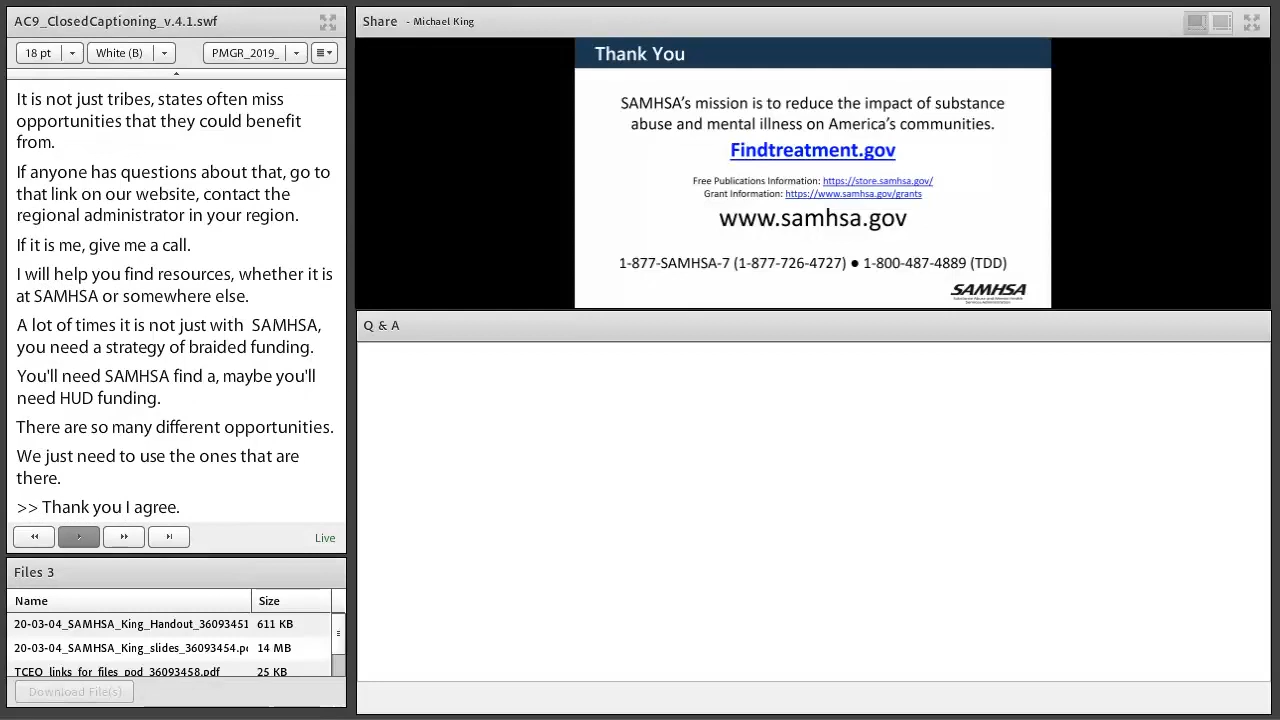 AC9_ClosedCaptioning_v.4.1.swf
18 pt
White (B)
PMGR_2019_
It is not just tribes, states often miss
opportunities that they could benefit
from.
If anyone has questions about that, go to
that link on our website, contact the
regional administrator in your region.
If it is me, give me a call.
I will help you find resources, whether it is
at SAMHSA or somewhere else.
A lot of times it is not just with  SAMHSA,
you need a strategy of braided funding.
You'll need SAMHSA find a, maybe you'll
need HUD funding.
There are so many different opportunities.
We just need to use the ones that are
there.
>> Thank you I agree.
Live
Files 3
Name Size
20-03-04_SAMHSA_King_Handout_36093451 611 KB
20-03-04_SAMHSA_King_slides_36093454.pd 14 MB
TCEO_links_for_files_pod_36093458.pdf 25 KB
Download File(s)
Share - Michael King
Thank You
SAMHSA's mission is to reduce the impact of substance
abuse and mental illness on America's communities.
Findtreatment.gov
Free Publications Information: https://store.samhsa.gov/
Grant Information: https://www.samhsa.gov/grants
www.samhsa.gov
1-877-SAMHSA-7 (1-877-726-4727) ● 1-800-487-4889 (TDD)
SAMHSA
Substance Abuse and Mental Health
Services Administration
Q & A